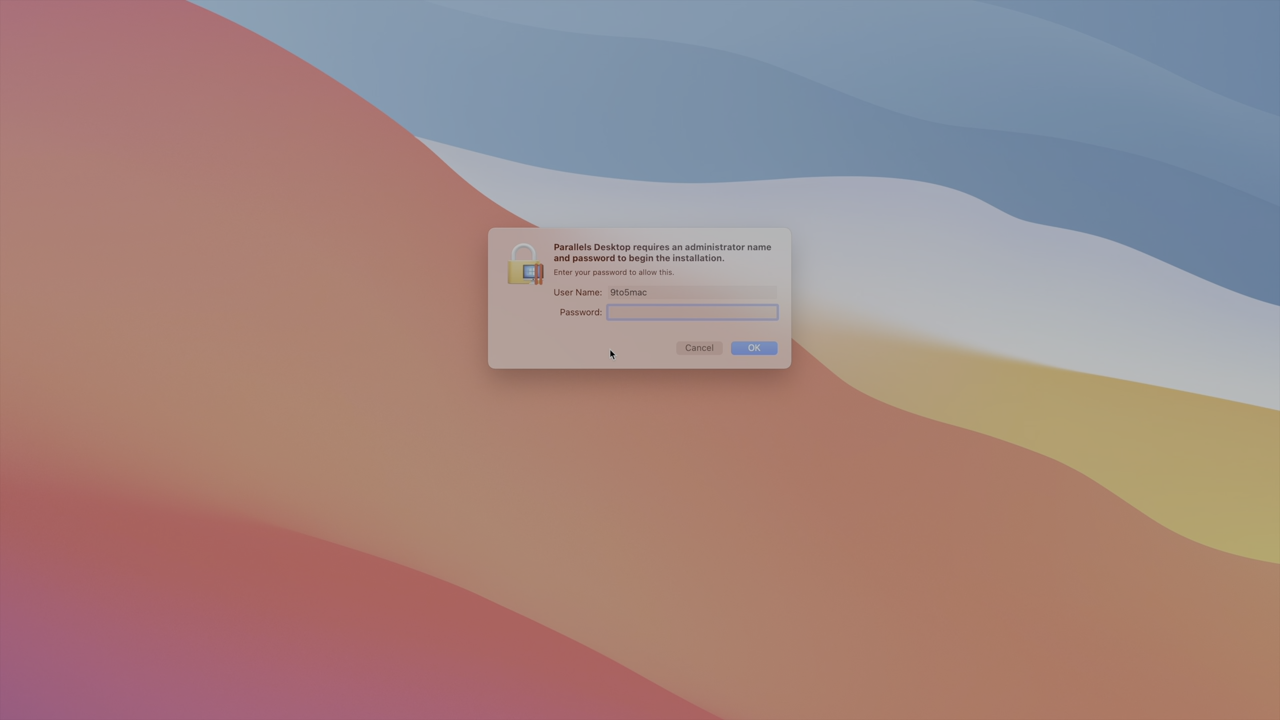 Parallels Desktop requires an administrator name
and password to begin the installation.
Enter your password to allow this.
User Name: 9to5mac
Password:
Cancel OK